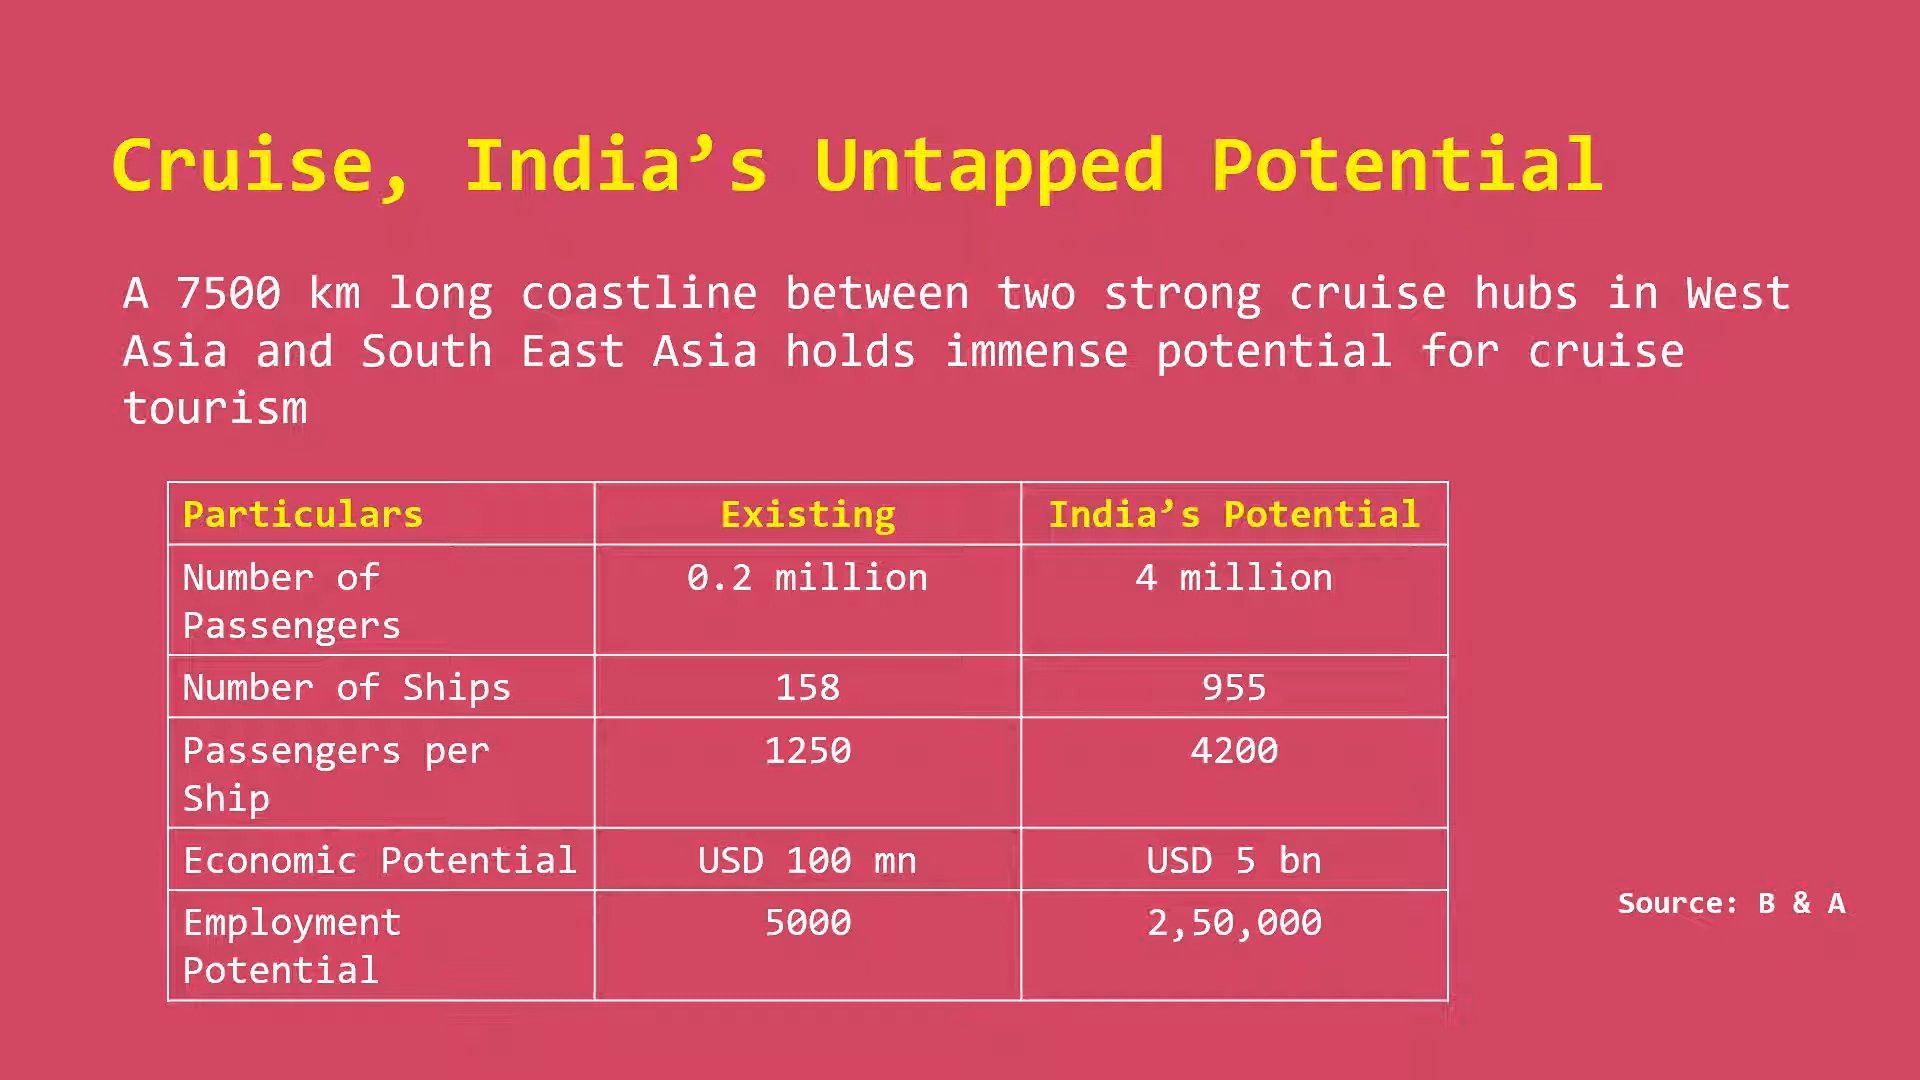 Cruise, India’s Untapped Potential
A 7500 km long coastline between two strong cruise hubs in West
Asia and South East Asia holds immense potential for cruise
tourism
Particulars Existing India’s Potential
Number of 0.2 million 4 million
Passengers
Number of Ships 158 955
Passengers per 1250 4200
Ship
Economic Potential USD 100 mn USD 5 bn
Employment 5000 2,50,000
Potential
Source: B & A